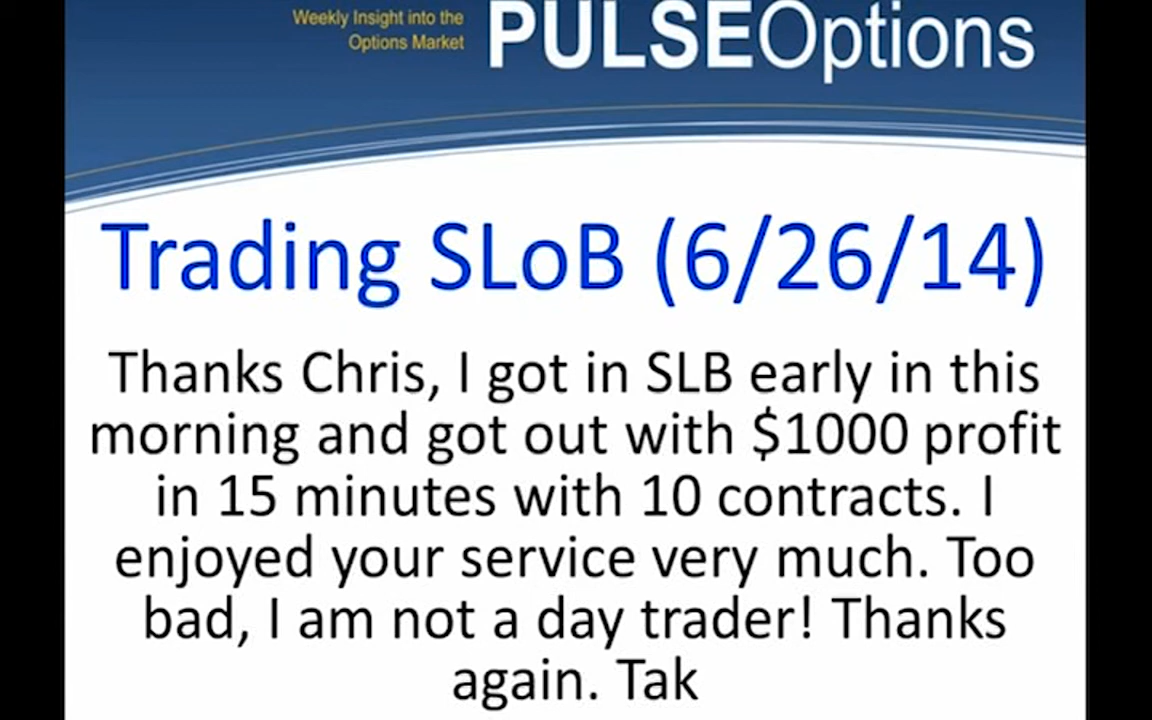 Weekly Insight into the
Options Market
PULSEOptions
Trading SLoB (6/26/14)
Thanks Chris, I got in SLB early in this
morning and got out with $1000 profit
in 15 minutes with 10 contracts. I
enjoyed your service very much. Too
bad, I am not a day trader! Thanks
again. Tak